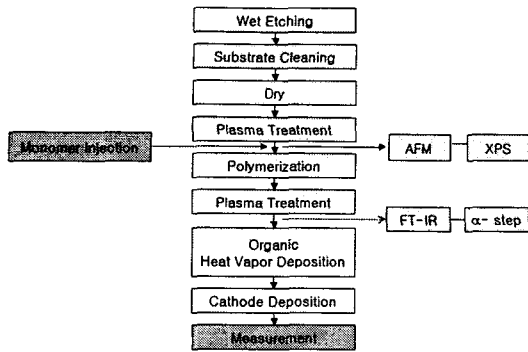 Wet Etching
Substrate Cleaning
Dry
Plasma Treatment
Monomer Injection
AFM
XPS
Polymerization
Plasma Treatment
FT-IR
α- step
Organic
Heat Vapor Deposition
Cathode Deposition
Measurement